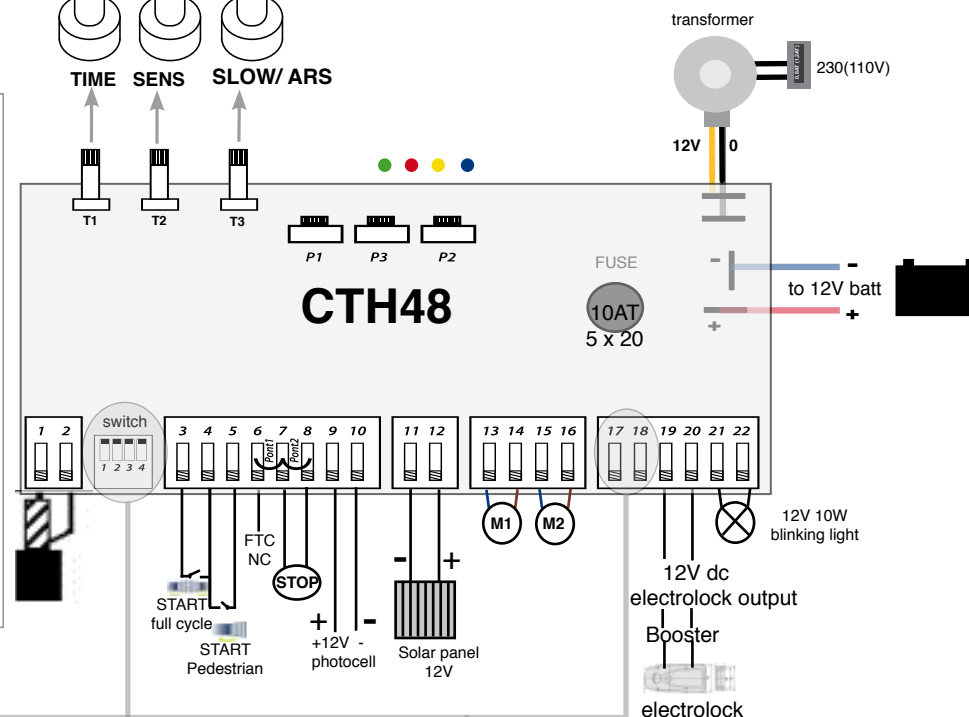 transformer
230(110V)
TIME SENS SLOW/ ARS
12V 0
T1 T2 T3
P1 P3 P2
FUSE
CTH48
10AT
5 x 20
-
+
-
to 12V batt
+
switch
1 2
1 2 3 4
3 4 5 6 7 8 9 10
Pont1 Pont2
11 12
13 14 15 16
17 18 19 20 21 22
FTC
NC
STOP
START
full cycle
START
Pedestrian
+ -
+12V -
photocell
- +
Solar panel
12V
M1 M2
12V 10W
blinking light
12V dc
electrolock output
Booster
electrolock